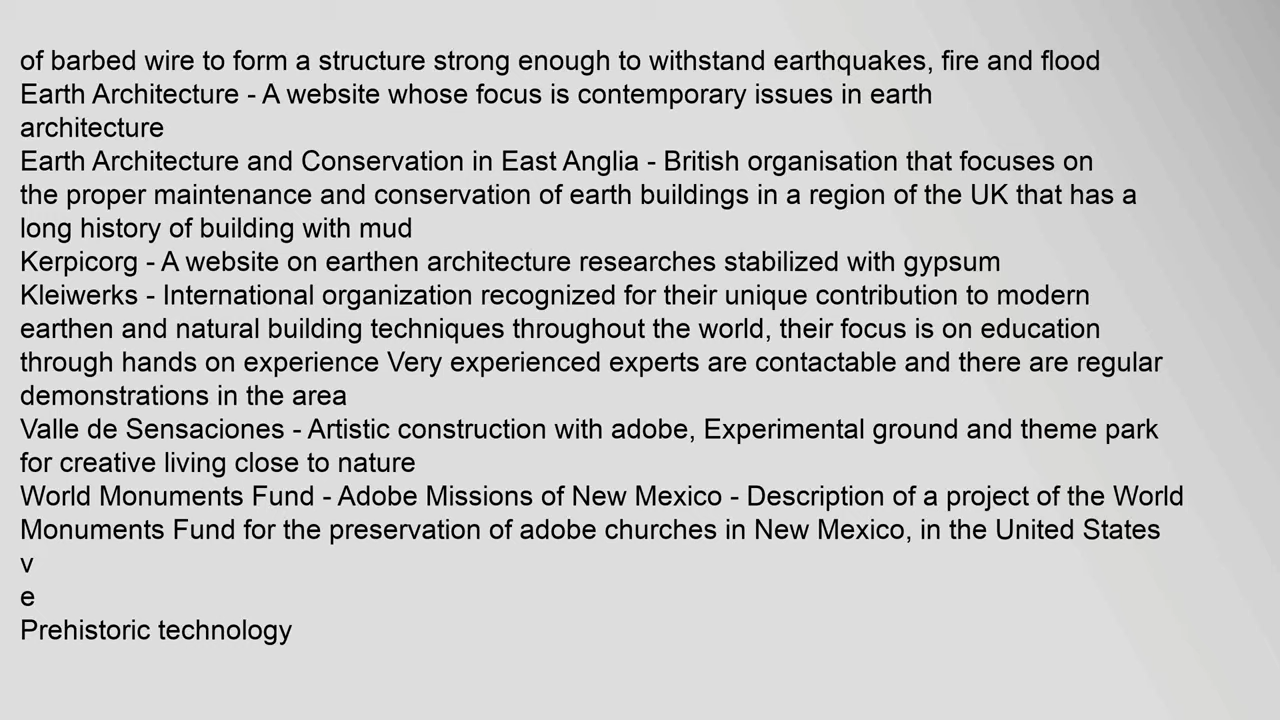 of barbed wire to form a structure strong enough to withstand earthquakes, fire and flood
Earth Architecture - A website whose focus is contemporary issues in earth
architecture
Earth Architecture and Conservation in East Anglia - British organisation that focuses on
the proper maintenance and conservation of earth buildings in a region of the UK that has a
long history of building with mud
Kerpicorg - A website on earthen architecture researches stabilized with gypsum
Kleiwerks - International organization recognized for their unique contribution to modern
earthen and natural building techniques throughout the world, their focus is on education
through hands on experience Very experienced experts are contactable and there are regular
demonstrations in the area
Valle de Sensaciones - Artistic construction with adobe, Experimental ground and theme park
for creative living close to nature
World Monuments Fund - Adobe Missions of New Mexico - Description of a project of the World
Monuments Fund for the preservation of adobe churches in New Mexico, in the United States
v
e
Prehistoric technology